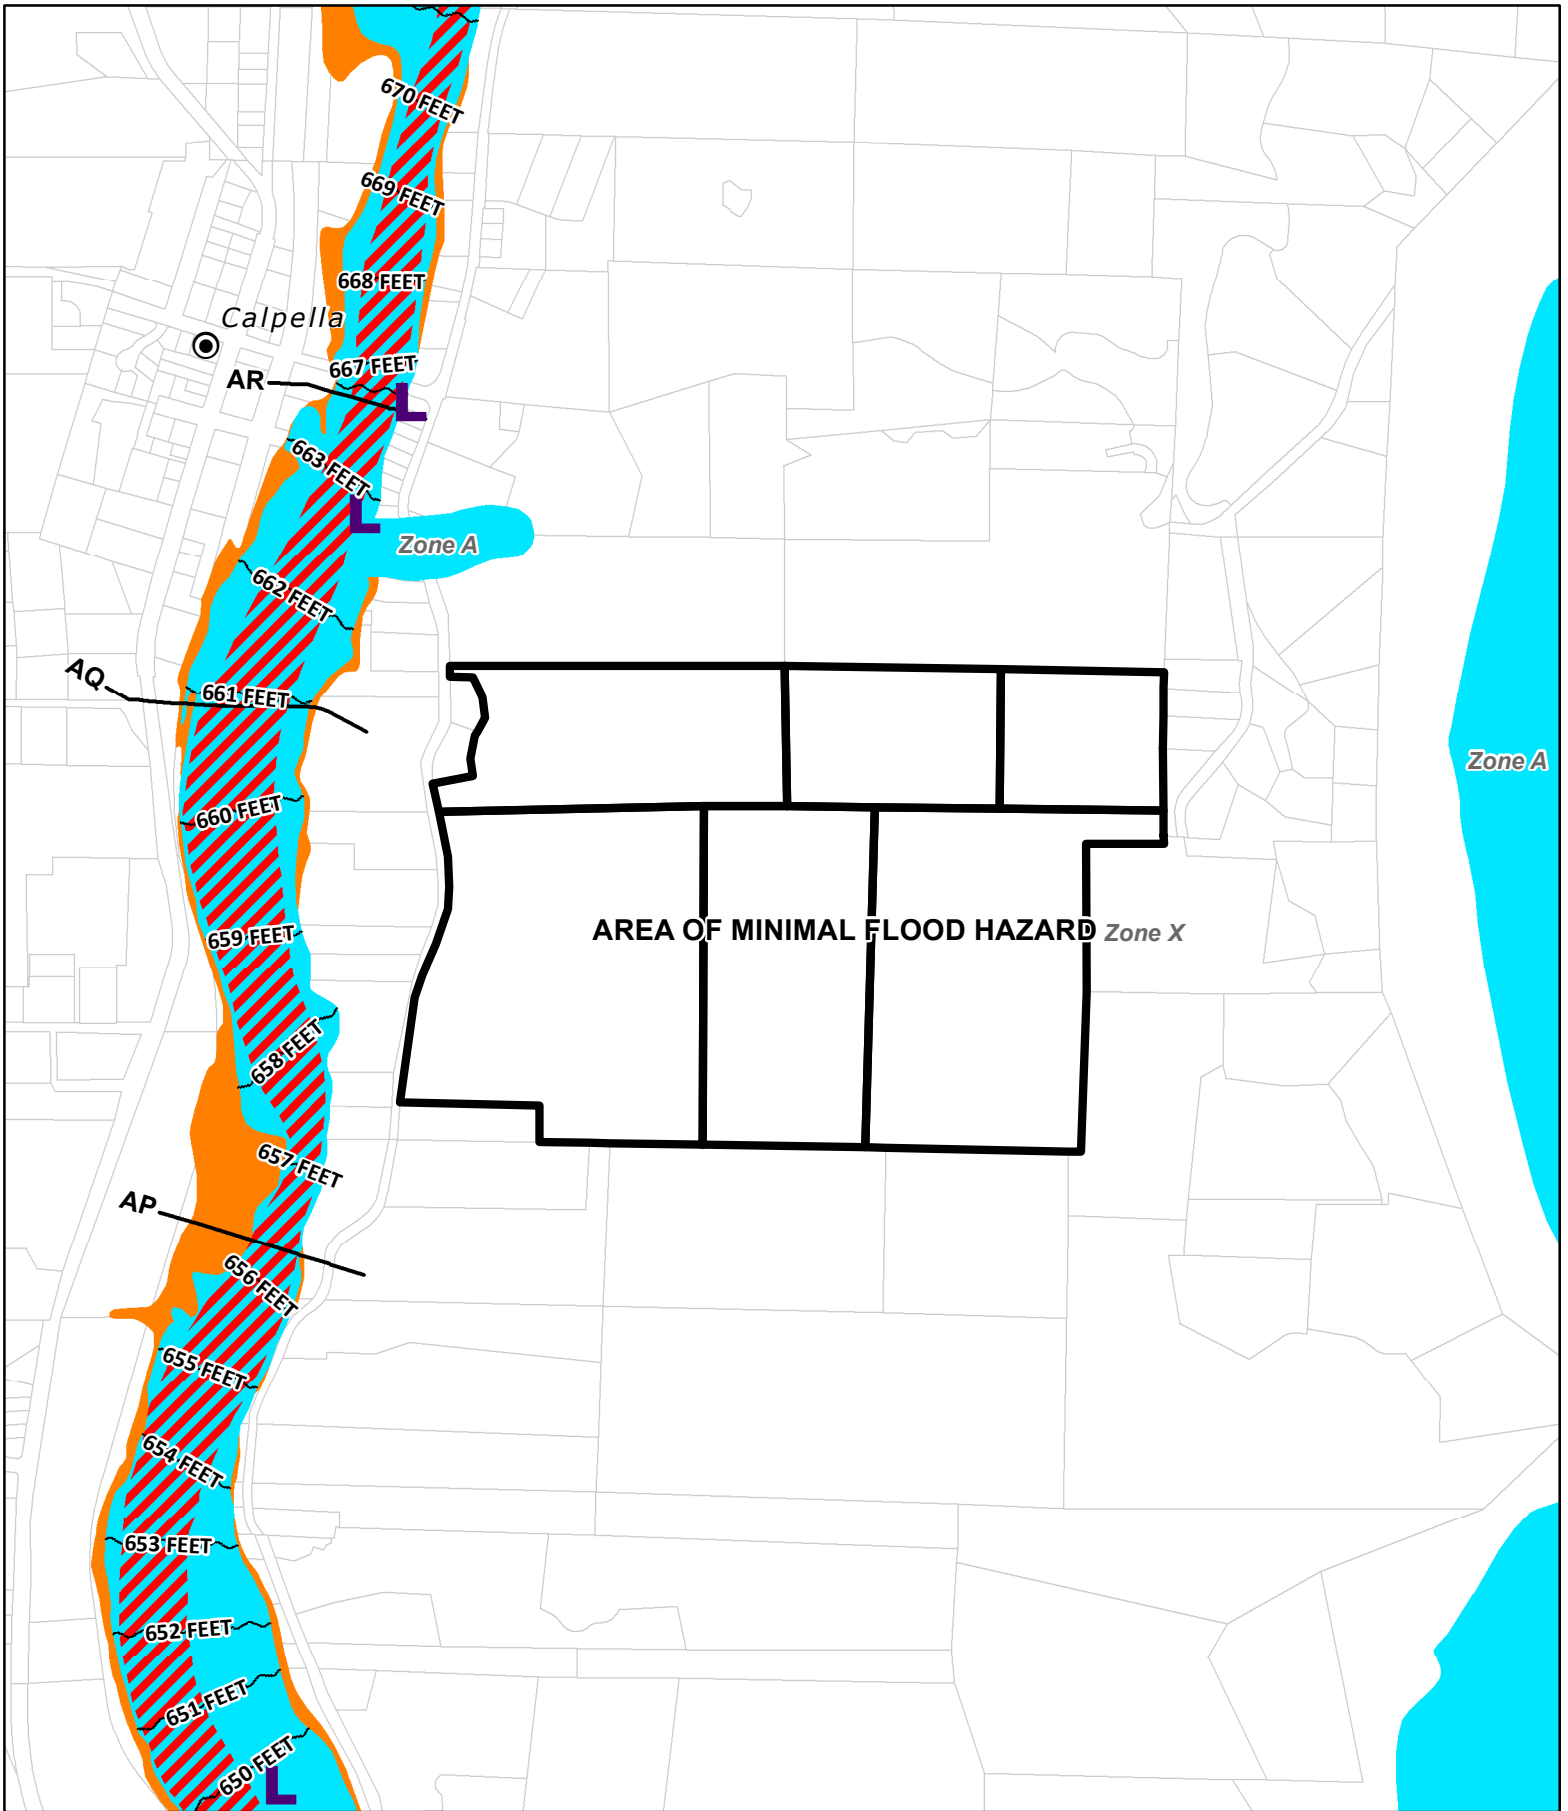 670 FEET
669 FEET
668 FEET
Calpella
667 FEET
AR
L
663 FEET
L
Zone A
662 FEET
AQ
661 FEET
Zone A
660 FEET
AREA OF MINIMAL FLOOD HAZARD Zone X
659 FEET
658 FEET
657 FEET
AP
656 FEET
655 FEET
654 FEET
653 FEET
652 FEET
651 FEET
650 FEET
L